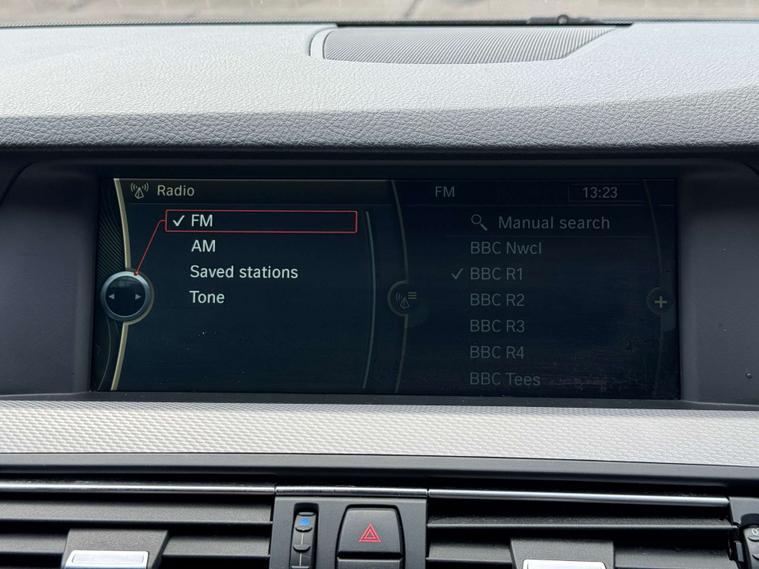 Radio
✓ FM
AM
Saved stations
Tone
FM 13:23
Manual search
BBC Nwcl
✓ BBC R1
BBC R2
BBC R3
BBC R4
BBC Tees